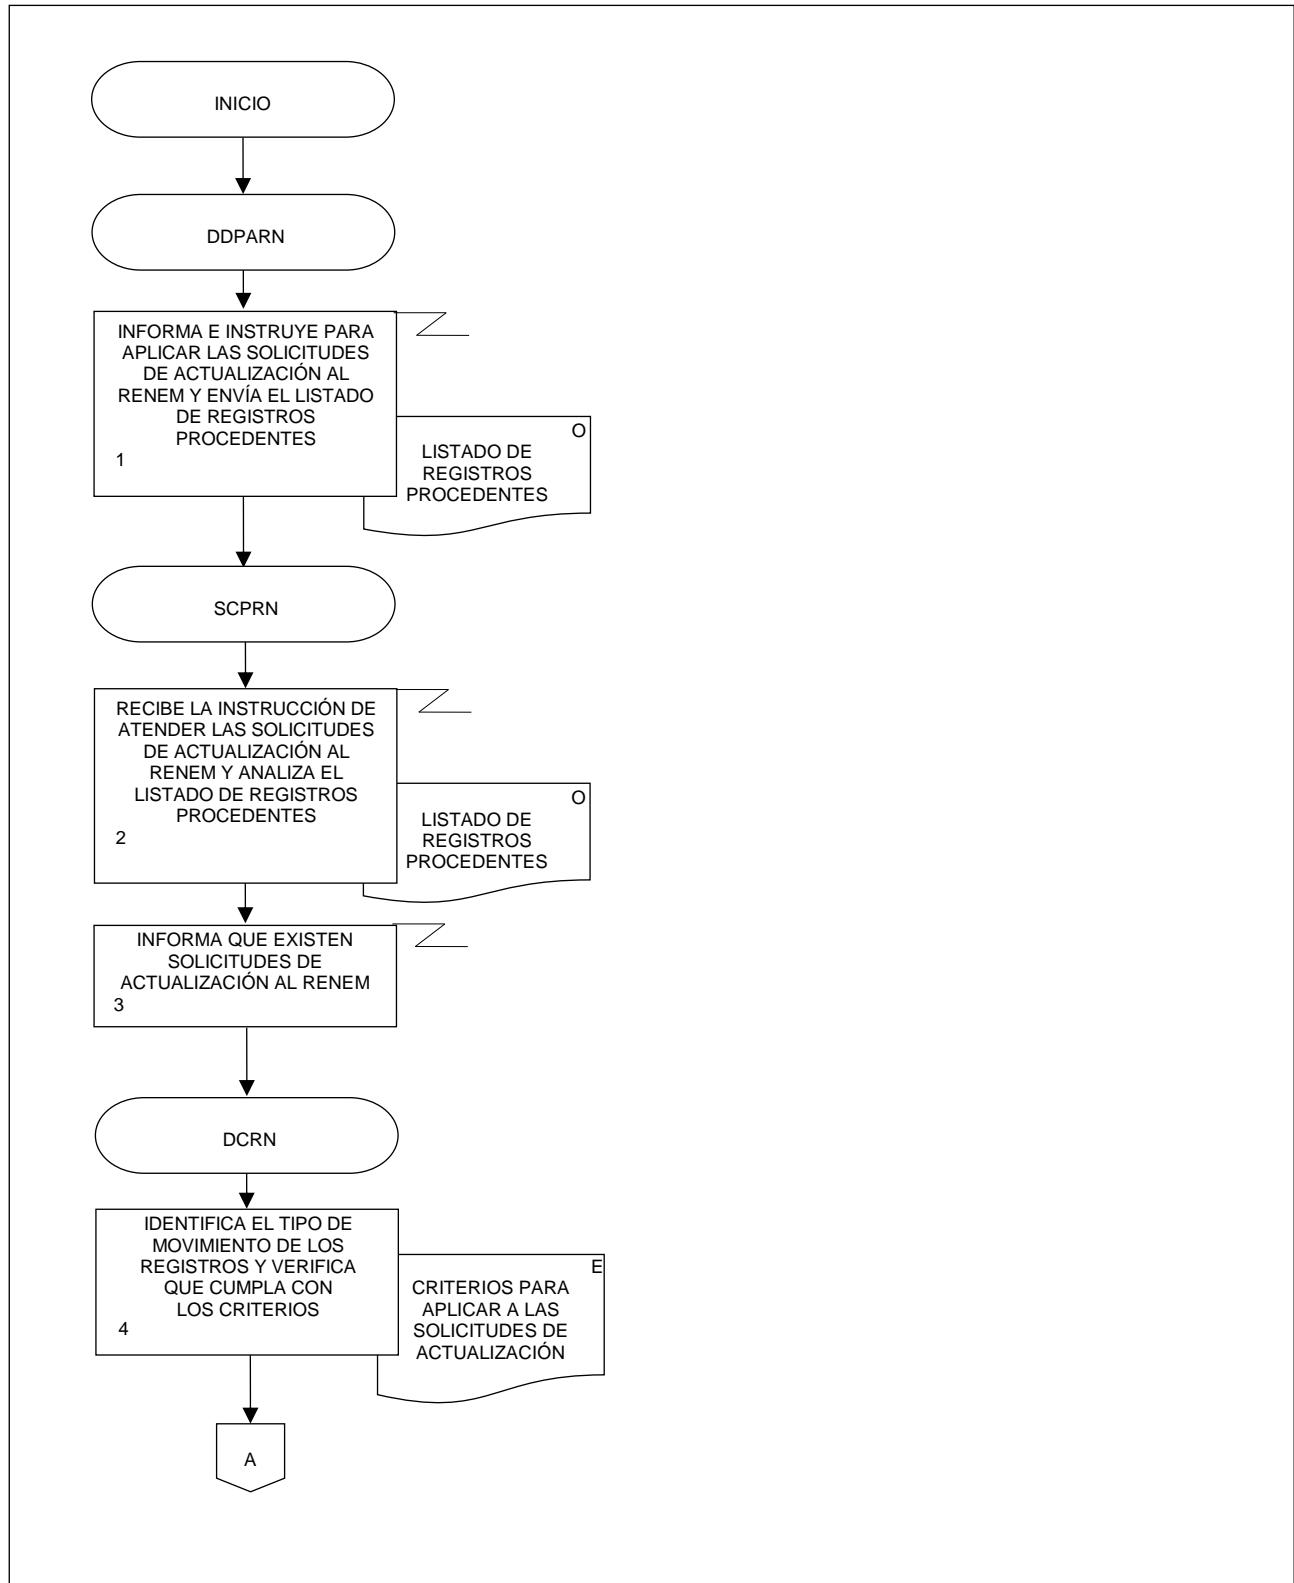 INICIO
DDPARN
INFORMA E INSTRUYE PARA
APLICAR LAS SOLICITUDES
DE ACTUALIZACIÓN AL
RENEM Y ENVÍA EL LISTADO
DE REGISTROS
PROCEDENTES
1
O
LISTADO DE
REGISTROS
PROCEDENTES
SCPRN
RECIBE LA INSTRUCCIÓN DE
ATENDER LAS SOLICITUDES
DE ACTUALIZACIÓN AL
RENEM Y ANALIZA EL
LISTADO DE REGISTROS
PROCEDENTES
2
O
LISTADO DE
REGISTROS
PROCEDENTES
INFORMA QUE EXISTEN
SOLICITUDES DE
ACTUALIZACIÓN AL RENEM
3
DCRN
IDENTIFICA EL TIPO DE
MOVIMIENTO DE LOS
REGISTROS Y VERIFICA
QUE CUMPLA CON
LOS CRITERIOS
4
E
CRITERIOS PARA
APLICAR A LAS
SOLICITUDES DE
ACTUALIZACIÓN
A